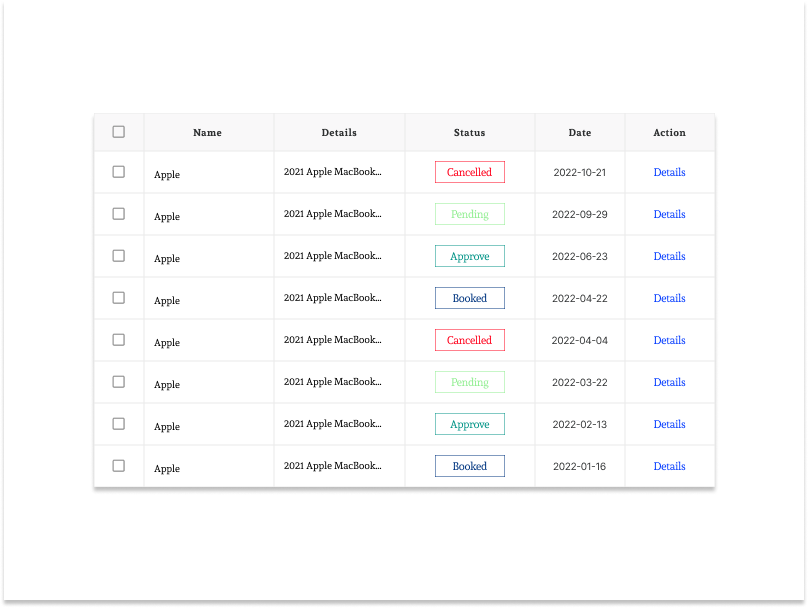 Name Details Status Date Action
Apple 2021 Apple MacBook... Cancelled 2022-10-21 Details
Apple 2021 Apple MacBook... Pending 2022-09-29 Details
Apple 2021 Apple MacBook... Approve 2022-06-23 Details
Apple 2021 Apple MacBook... Booked 2022-04-22 Details
Apple 2021 Apple MacBook... Cancelled 2022-04-04 Details
Apple 2021 Apple MacBook... Pending 2022-03-22 Details
Apple 2021 Apple MacBook... Approve 2022-02-13 Details
Apple 2021 Apple MacBook... Booked 2022-01-16 Details